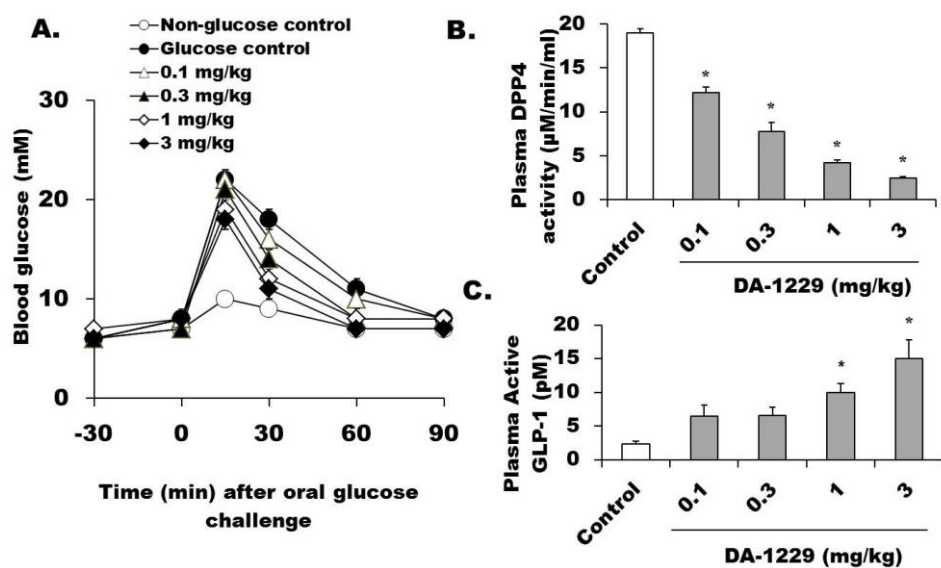 A.
Non-glucose control
Glucose control
0.1 mg/kg
0.3 mg/kg
1 mg/kg
3 mg/kg
Blood glucose (mM)
30
20
10
0
-30 0 30 60 90
Time (min) after oral glucose
challenge
B.
Plasma DPP4
activity (µM/min/ml)
20
15
10
5
0
* * * *
Control 0.1 0.3 1 3
DA-1229 (mg/kg)
C.
Plasma Active
GLP-1 (pM)
20
15
10
5
0
* *
Control 0.1 0.3 1 3
DA-1229 (mg/kg)